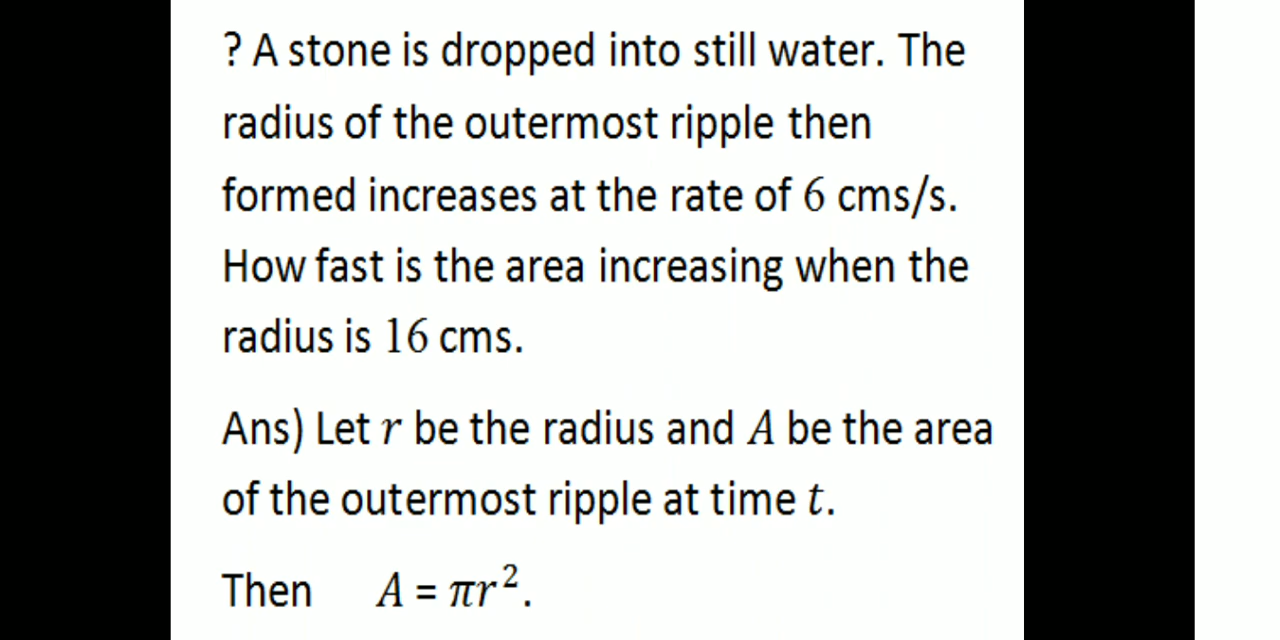 ? A stone is dropped into still water. The
radius of the outermost ripple then
formed increases at the rate of 6 cms/s.
How fast is the area increasing when the
radius is 16 cms.
Ans) Let r be the radius and A be the area
of the outermost ripple at time t.
Then A = πr².